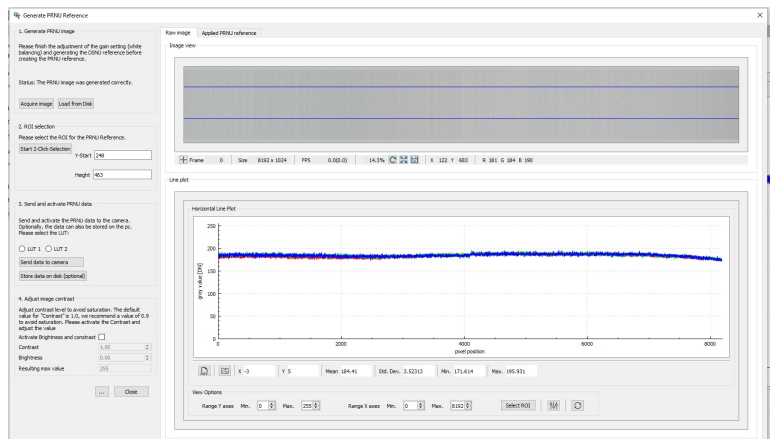 Generate PRNU Reference
1. Generate PRNU image
Please finish the adjustment of the gain setting (white
balancing) and generating the DSNU reference before
creating the PRNU reference.
Status: The PRNU image was generated correctly.
Acquire image Load from Disk
2. ROI selection
Please select the ROI for the PRNU Reference.
Start 2-Click-Selection
Y-Start 248
Height 463
3. Send and activate PRNU data
Send and activate the PRNU data to the camera.
Optionally, the data can also be stored on the pc.
Please select the LUT:
LUT 1 LUT 2
Send data to camera
Store data on disk (optional)
4. Adjust image contrast
Adjust contrast level to avoid saturation. The default
value for "Contrast" is 1.0, we recommend a value of 0.9
to avoid saturation. Please activate the Contrast and
adjust the value
Activate Brightness and constrast
Contrast 1.00
Brightness 0.00
Resulting max value 255
... Close
Raw image Applied PRNU reference
Image view
Frame 0 Size 8192 x 1024 FPS 0.0(0.0) 14.3% X 122 Y 683 R 181 G 184 B 190
Line plot
Horizontal Line Plot
grey value [DN]
250
200
150
100
50
0
0 2000 4000 6000 8000
pixel position
X -3 Y 5 Mean 184.41 Std. Dev. 3.52313 Min. 171.614 Max. 195.931
View Options
Range Y axes Min. 0 Max. 255 Range X axes Min. 0 Max. 8192 Select ROI